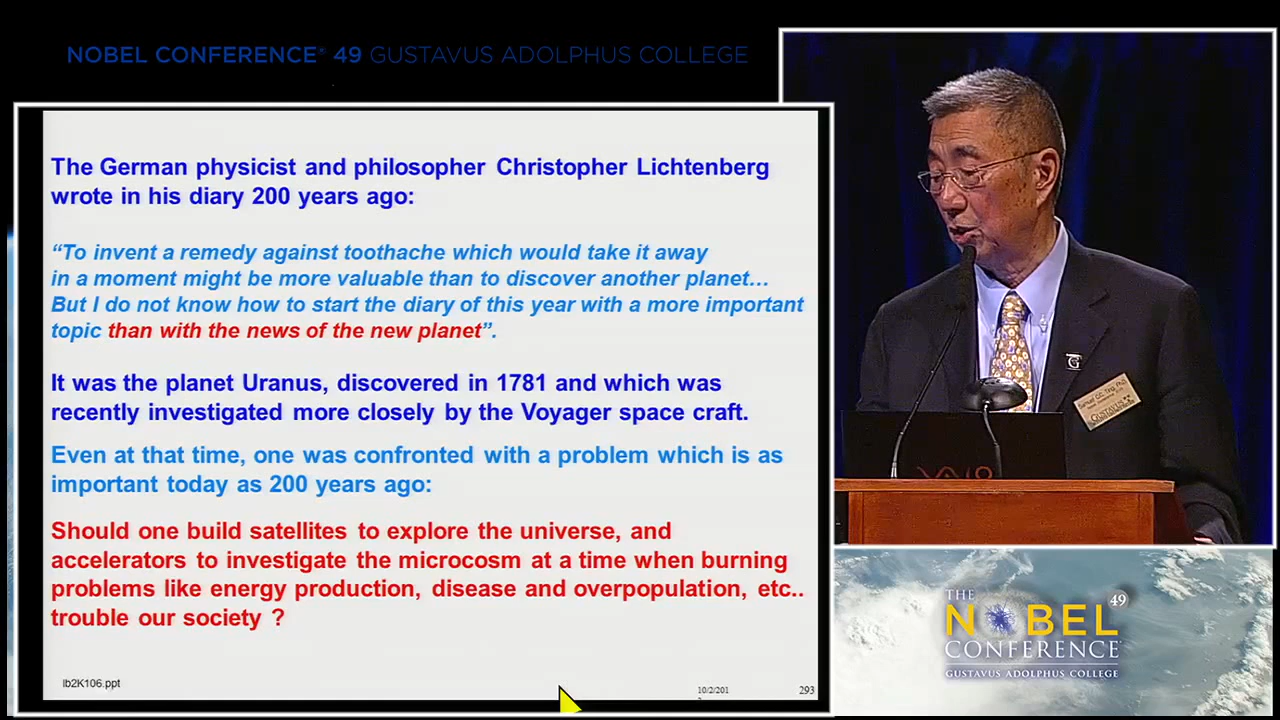 NOBEL CONFERENCE® 49 GUSTAVUS ADOLPHUS COLLEGE
The German physicist and philosopher Christopher Lichtenberg
wrote in his diary 200 years ago:
“To invent a remedy against toothache which would take it away
in a moment might be more valuable than to discover another planet…
But I do not know how to start the diary of this year with a more important
topic than with the news of the new planet”.
It was the planet Uranus, discovered in 1781 and which was
recently investigated more closely by the Voyager space craft.
Even at that time, one was confronted with a problem which is as
important today as 200 years ago:
Should one build satellites to explore the universe, and
accelerators to investigate the microcosm at a time when burning
problems like energy production, disease and overpopulation, etc..
trouble our society ?
lb2K106.ppt
10/2/201
293
GUSTAVUS
VAIO
THE
NOBEL
49
CONFERENCE
GUSTAVUS ADOLPHUS COLLEGE